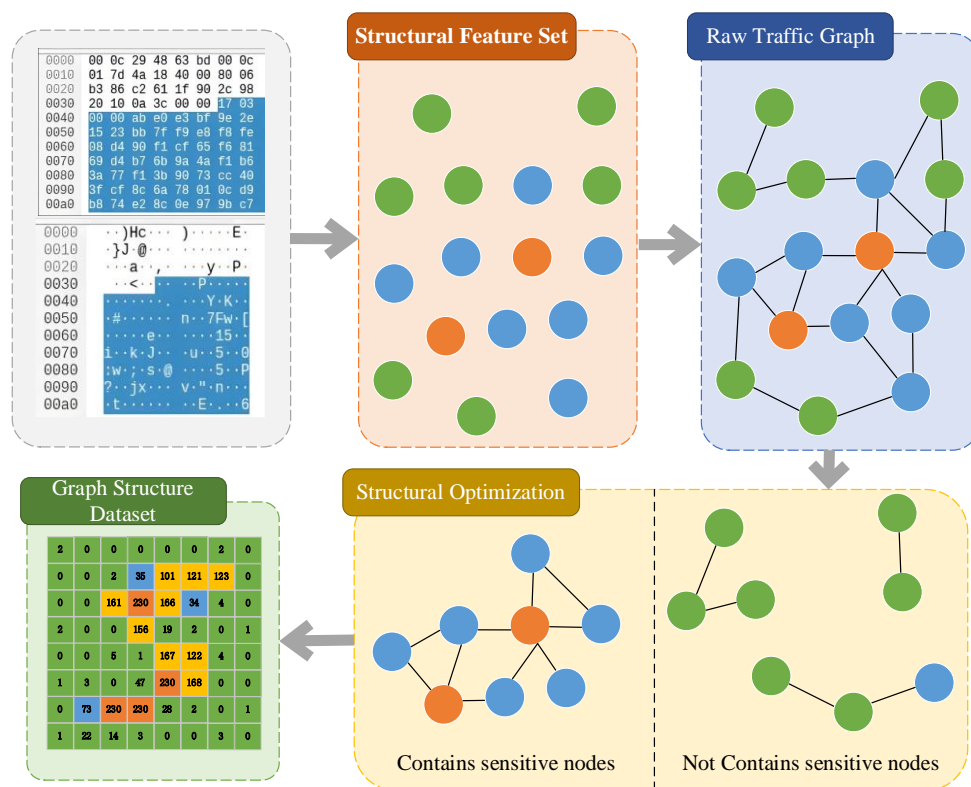 0000 00 0c 29 48 63 bd 00 0c
0010 01 7d 4a 18 40 00 80 06
0020 b3 86 c2 61 1f 90 2c 98
0030 20 10 0a 3c 00 00 17 03
0040 00 00 ab e0 e3 bf 9e 2e
0050 15 23 bb 7f f9 e8 f8 fe
0060 08 d4 90 f1 cf 65 f6 81
0070 69 d4 b7 6b 9a 4a f1 b6
0080 3a 77 f1 3b 90 73 cc 40
0090 3f cf 8c 6a 78 01 0c d9
00a0 b8 74 e2 8c 0e 97 9b c7
0000 ··)Hc··· )·····E·
0010 ·}J·@··· ········
0020 ···a··,· ····y··P·
0030 ··<····· ··P·····
0040 ·······. ···Y·K··
0050 ·#······ n··7Fw·[
0060 ·····e·· ····15··
0070 i··k·J·· ·u··5··0
0080 :w·;·s·@ ····5··P
0090 ?··jx··· v·"·n···
00a0 ·t······ ·E·.··6
Structural Feature Set
Raw Traffic Graph
Graph Structure
Dataset
2 0 0 0 0 0 2 0
0 0 2 35 101 121 123 0
0 0 161 230 166 34 4 0
2 0 0 156 19 2 0 1
0 0 5 1 167 122 4 0
1 3 0 47 230 168 0 0
0 73 230 230 28 2 0 1
1 22 14 3 0 0 3 0
Structural Optimization
Contains sensitive nodes
Not Contains sensitive nodes